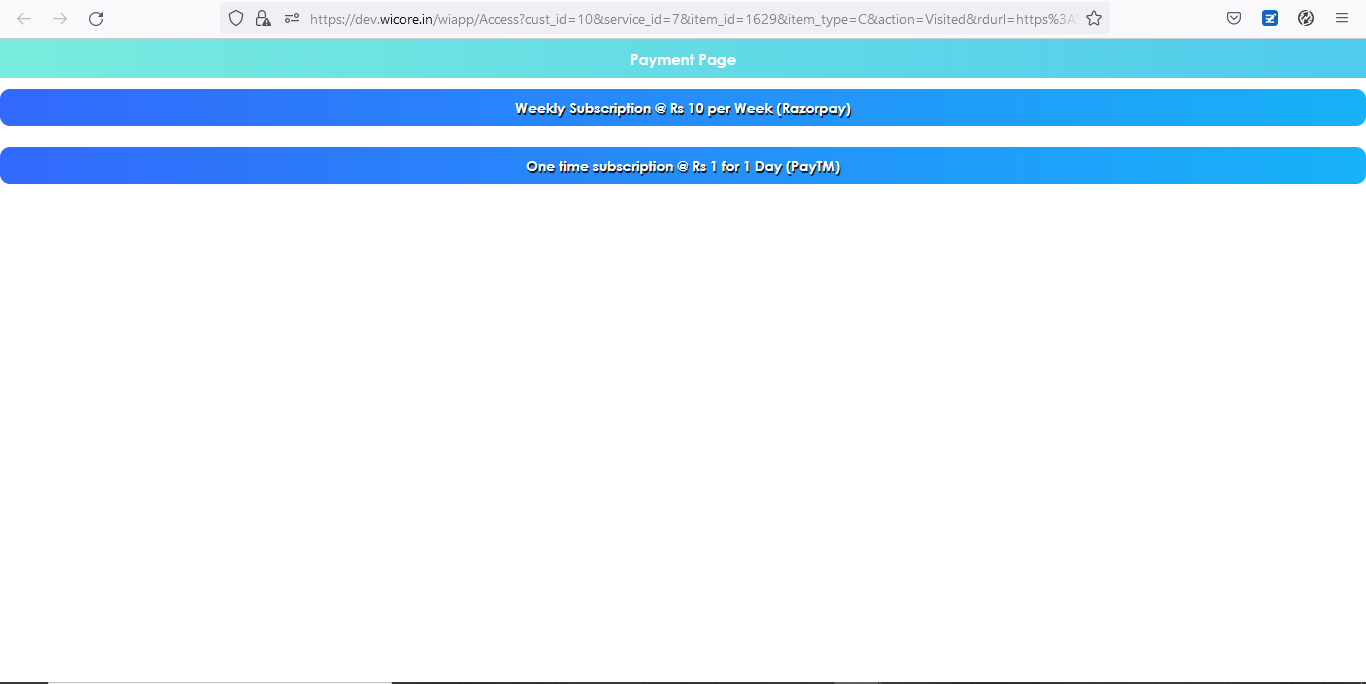 https://dev.wicore.in/wiapp/Access?cust_id=10&service_id=7&item_id=1629&item_type=C&action=Visited&rdurl=https%3A
Payment Page
Weekly Subscription @ Rs 10 per Week (Razorpay)
One time subscription @ Rs 1 for 1 Day (PayTM)